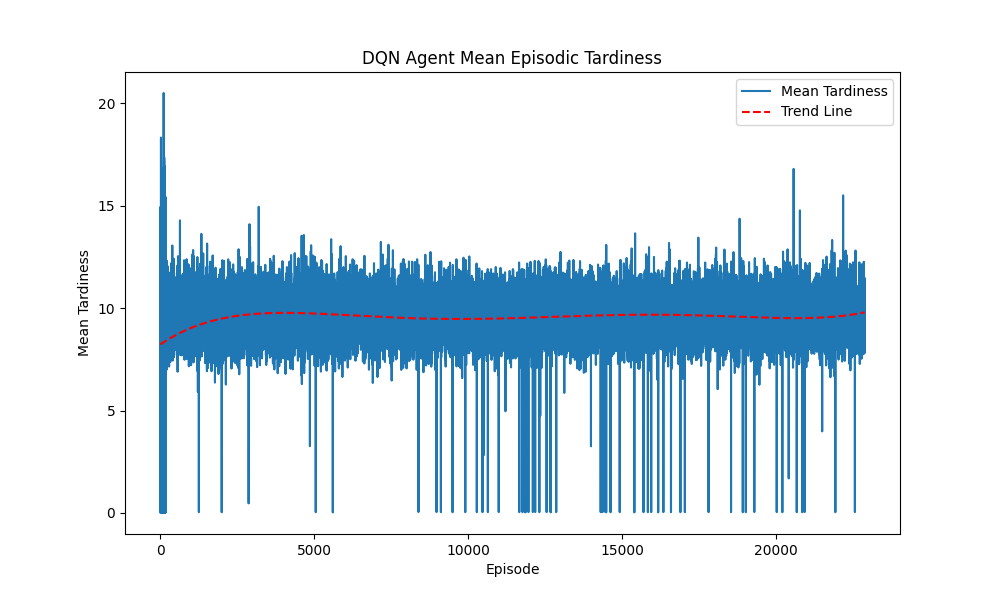 DQN Agent Mean Episodic Tardiness
Mean Tardiness
Trend Line
20
15
10
5
0
Mean Tardiness
0
5000
10000
15000
20000
Episode